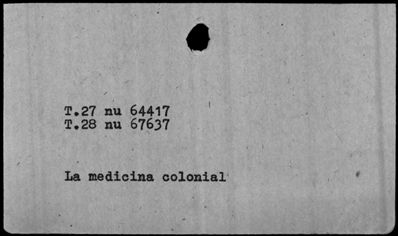 T.27 nu 64417
T.28 nu 67637
La medicina colonial